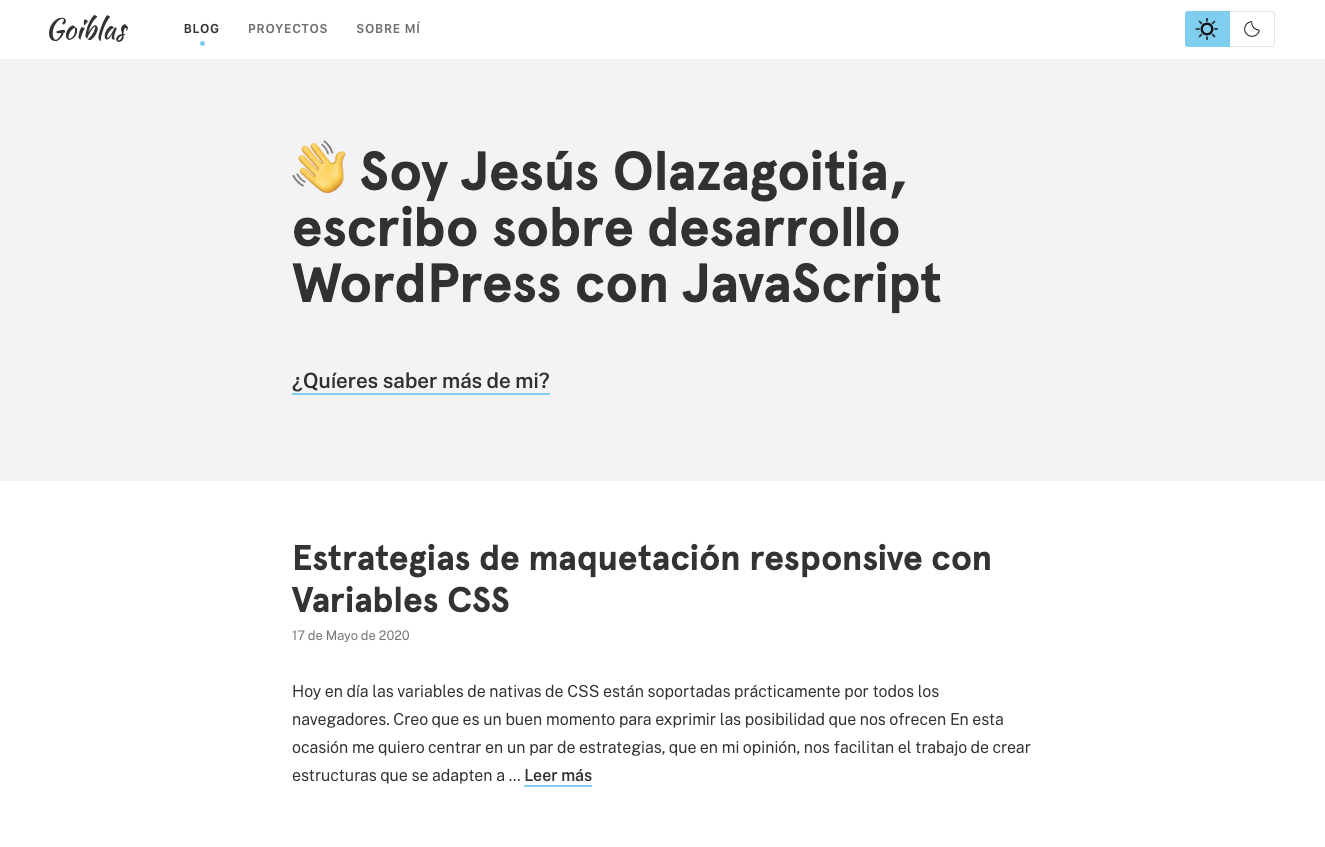 Goiblas
BLOG PROYECTOS SOBRE MÍ
👋 Soy Jesús Olazagoitia,
escribo sobre desarrollo
WordPress con JavaScript
¿Quíeres saber más de mi?
Estrategias de maquetación responsive con
Variables CSS
17 de Mayo de 2020
Hoy en día las variables de nativas de CSS están soportadas prácticamente por todos los
navegadores. Creo que es un buen momento para exprimir las posibilidad que nos ofrecen En esta
ocasión me quiero centrar en un par de estrategias, que en mi opinión, nos facilitan el trabajo de crear
estructuras que se adapten a ... Leer más